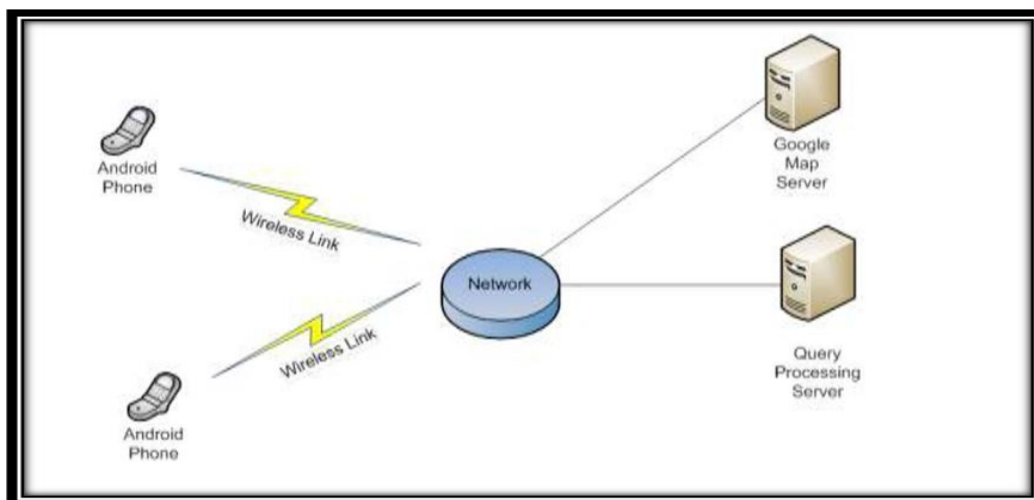 Android
Phone
Wireless Link
Google
Map
Server
Network
Wireless Link
Query
Processing
Server
Android
Phone